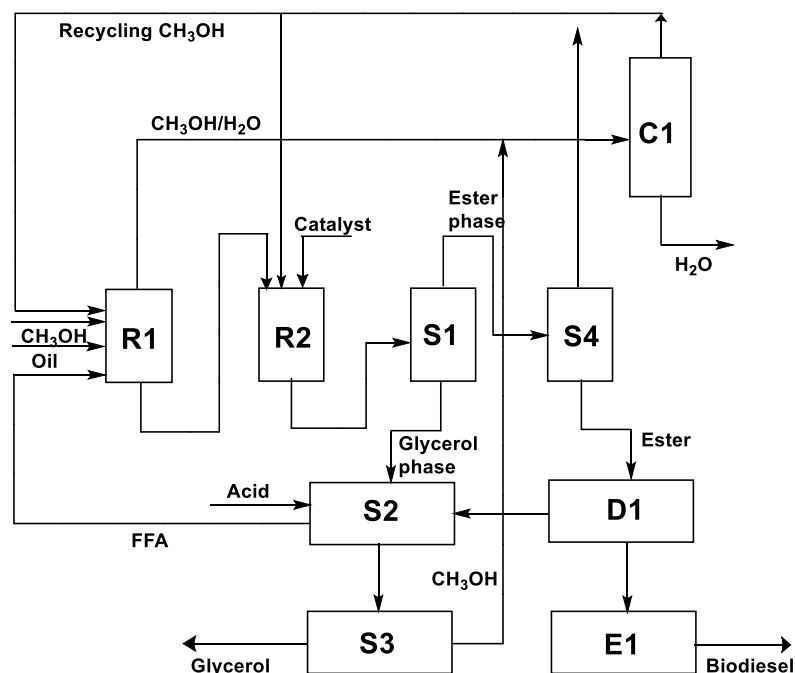 Recycling CH₃OH
CH₃OH/H₂O
C1
Ester
phase
Catalyst
H₂O
R1
R2
S1
S4
CH₃OH
Oil
Ester
Glycerol
phase
Acid
S2
D1
FFA
CH₃OH
S3
E1
Glycerol
Biodiesel